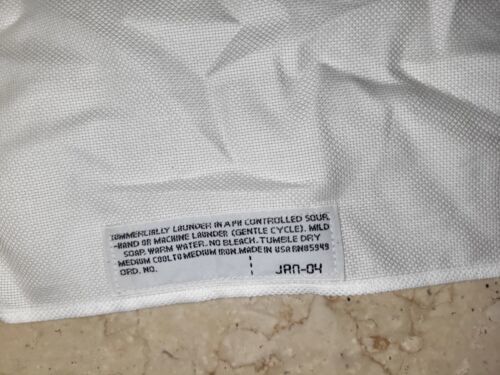 COMMERCIALLY LAUNDER IN A PH CONTROLLED SOUR.
-HAND OR MACHINE LAUNDER (GENTLE CYCLE). MILD
SOAP. WARM WATER. NO BLEACH. TUMBLE DRY
MEDIUM COOL TO MEDIUM IRON. MADE IN USA RN85949
ORD. NO. JAN-04